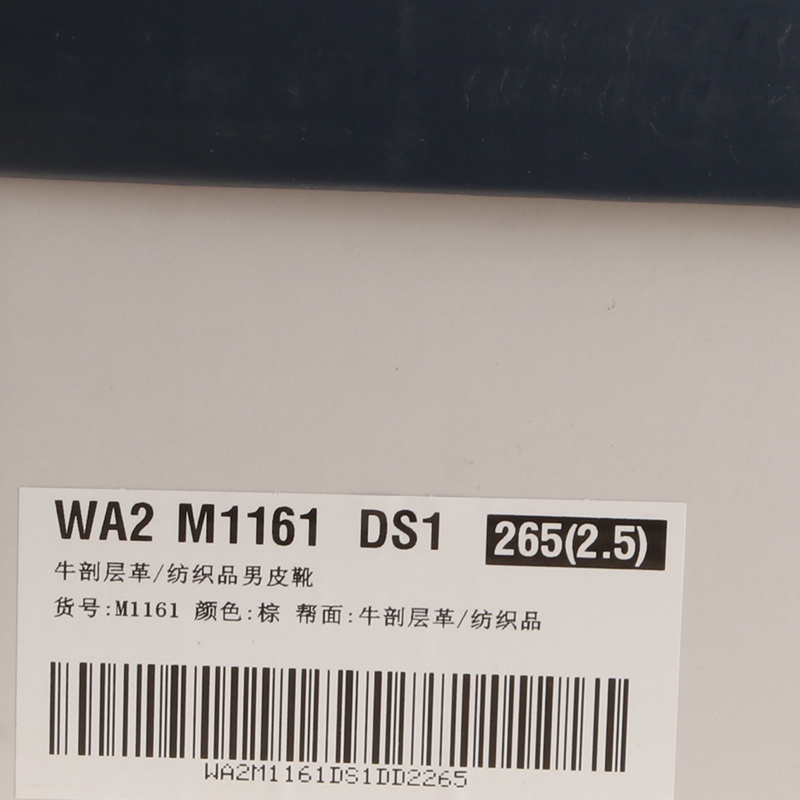 WA2 M1161 DS1 265(2.5)
牛剖层革/纺织品男皮靴
货号:M1161 颜色:棕 帮面:牛剖层革/纺织品
WA2M1161DS1DD2265